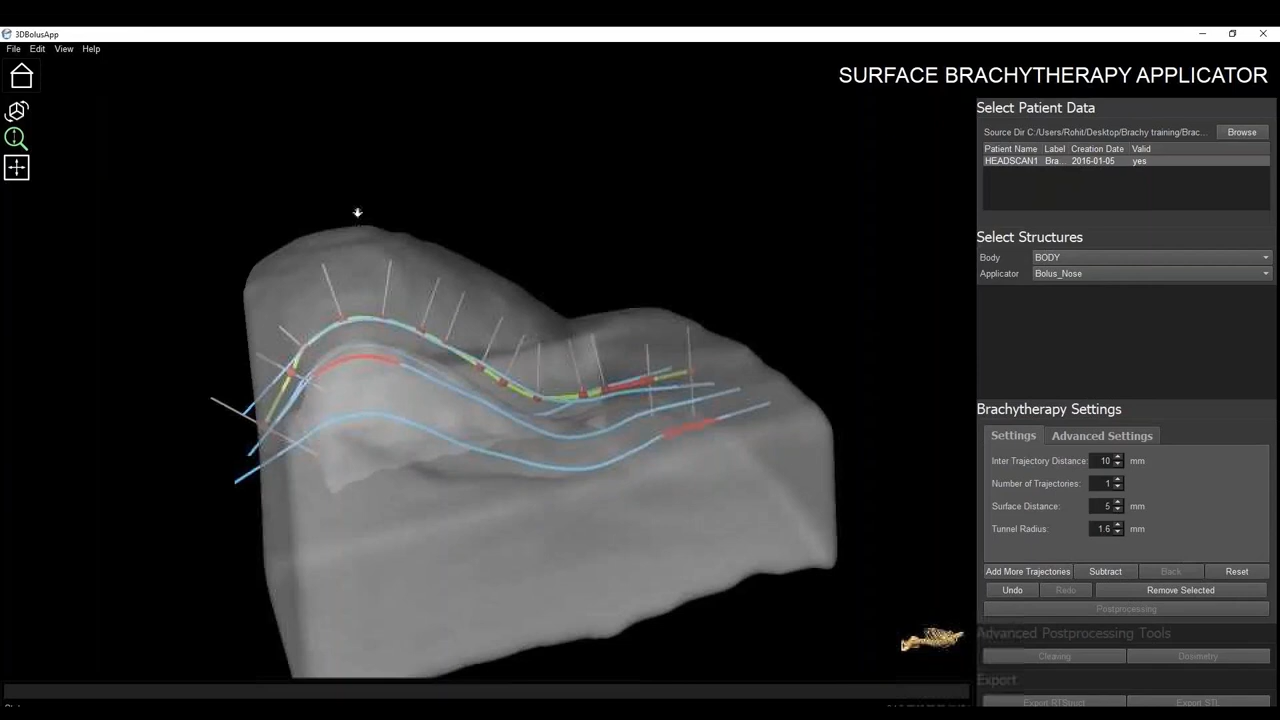 3DBolusApp
File Edit View Help
SURFACE BRACHYTHERAPY APPLICATOR
Select Patient Data
Source Dir C:/Users/Rohit/Desktop/Brachy training/Brac... Browse
Patient Name Label Creation Date Valid
HEADSCAN1 Bra... 2016-01-05 yes
Select Structures
Body BODY
Applicator Bolus_Nose
Brachytherapy Settings
Settings Advanced Settings
Inter Trajectory Distance: 10 mm
Number of Trajectories: 1
Surface Distance: 5 mm
Tunnel Radius: 1.6 mm
Add More Trajectories Subtract Back Reset
Undo Redo Remove Selected
Postprocessing
Advanced Postprocessing Tools
Cleaving Dosimetry
Export
Export RTStruct Export STL